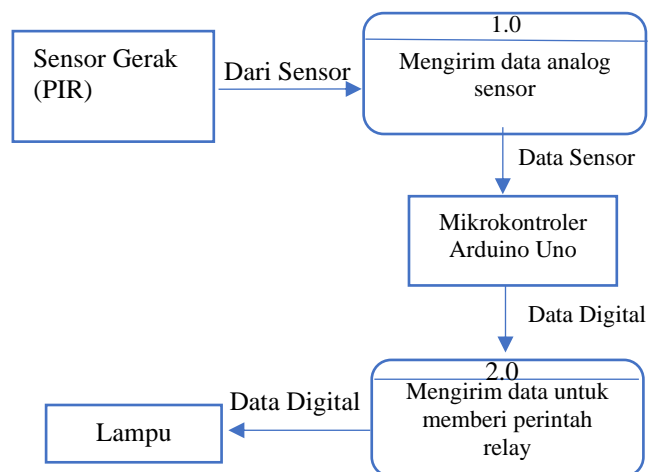 Sensor Gerak
(PIR)
Dari Sensor
1.0
Mengirim data analog
sensor
Data Sensor
Mikrokontroler
Arduino Uno
Data Digital
2.0
Mengirim data untuk
memberi perintah
relay
Data Digital
Lampu